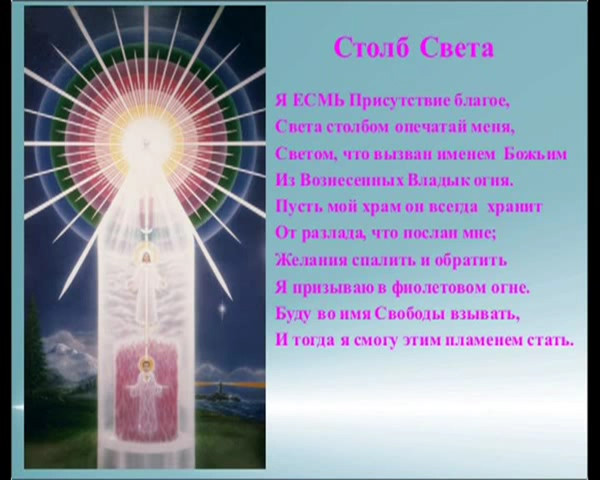 Столб Света
Я ЕСМЬ Присутствие благое,
Света столбом опечатай меня,
Светом, что вызван именем Божьим
Из Вознесенных Владык огня.
Пусть мой храм он всегда хранит
От разлада, что послан мне;
Желания спалить и обратить
Я призываю в фиолетовом огне.
Буду во имя Свободы взывать,
И тогда я смогу этим пламенем стать.